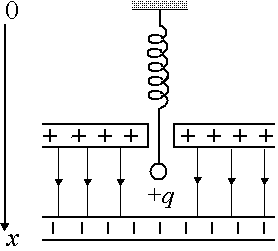 0
+ + + + + + + +
+q
− − − − − − − − −
x